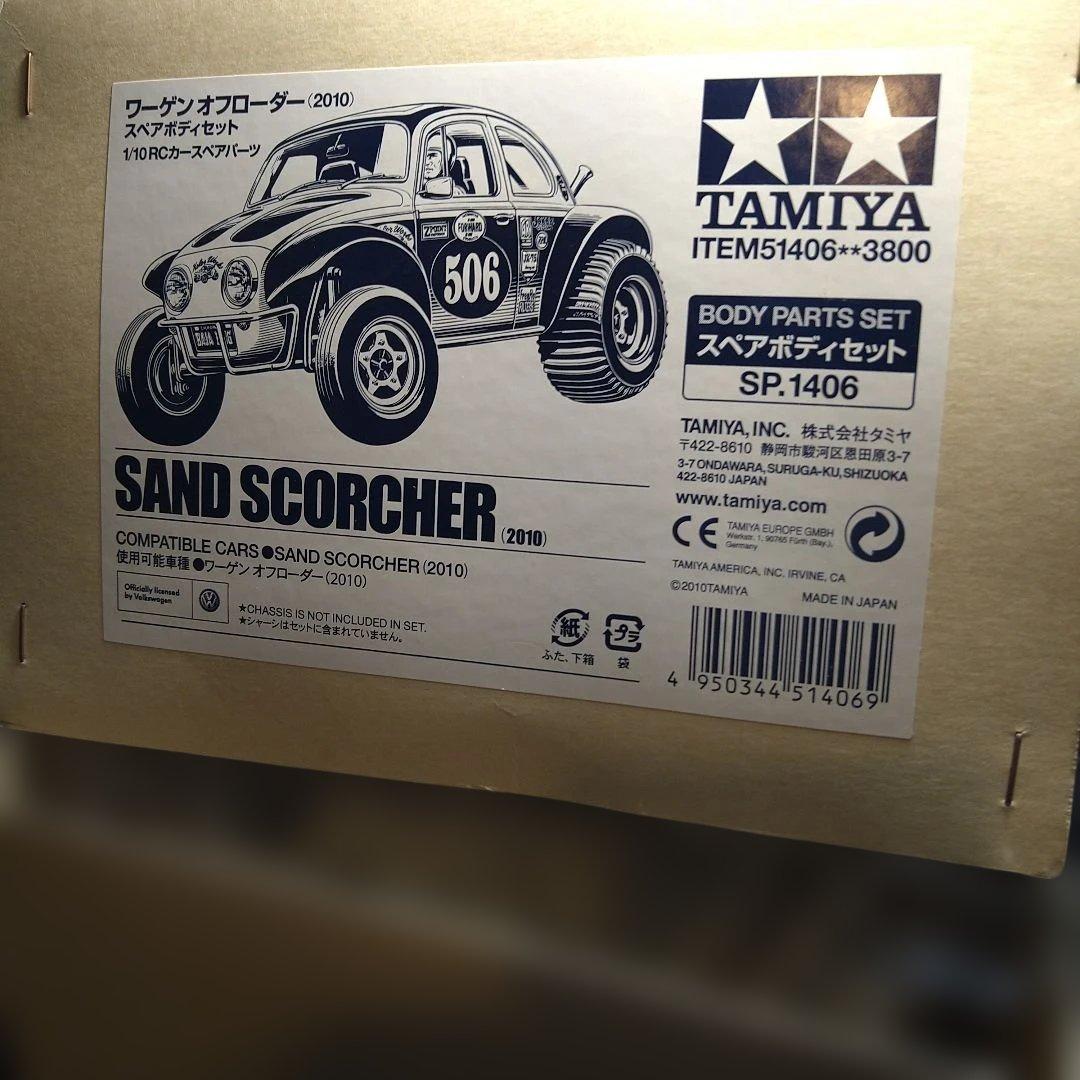 ワーゲン オフローダー(2010)
スペアボディセット
1/10 RCカースペアパーツ
506
FORWARD
TAMIYA
ITEM51406**3800
BODY PARTS SET
スペアボディセット
SP.1406
TAMIYA, INC. 株式会社タミヤ
〒422-8610 静岡市駿河区恩田原3-7
3-7 ONDAWARA, SURUGA-KU, SHIZUOKA
422-8610 JAPAN
www.tamiya.com
CE
TAMIYA EUROPE GMBH
Werkstr. 1, 90765 Fürth (Bay.),
Germany
TAMIYA AMERICA, INC. IRVINE, CA
©2010TAMIYA
MADE IN JAPAN
4 950344 514069
SAND SCORCHER (2010)
COMPATIBLE CARS ●SAND SCORCHER (2010)
使用可能車種 ●ワーゲン オフローダー(2010)
Officially licensed
by Volkswagen
★CHASSIS IS NOT INCLUDED IN SET.
★シャーシはセットに含まれていません。
紙
ふた、下箱
プラ
袋